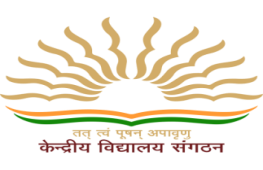 तत् त्वं पूषन् अपावृणु
केन्द्रीय विद्यालय संगठन